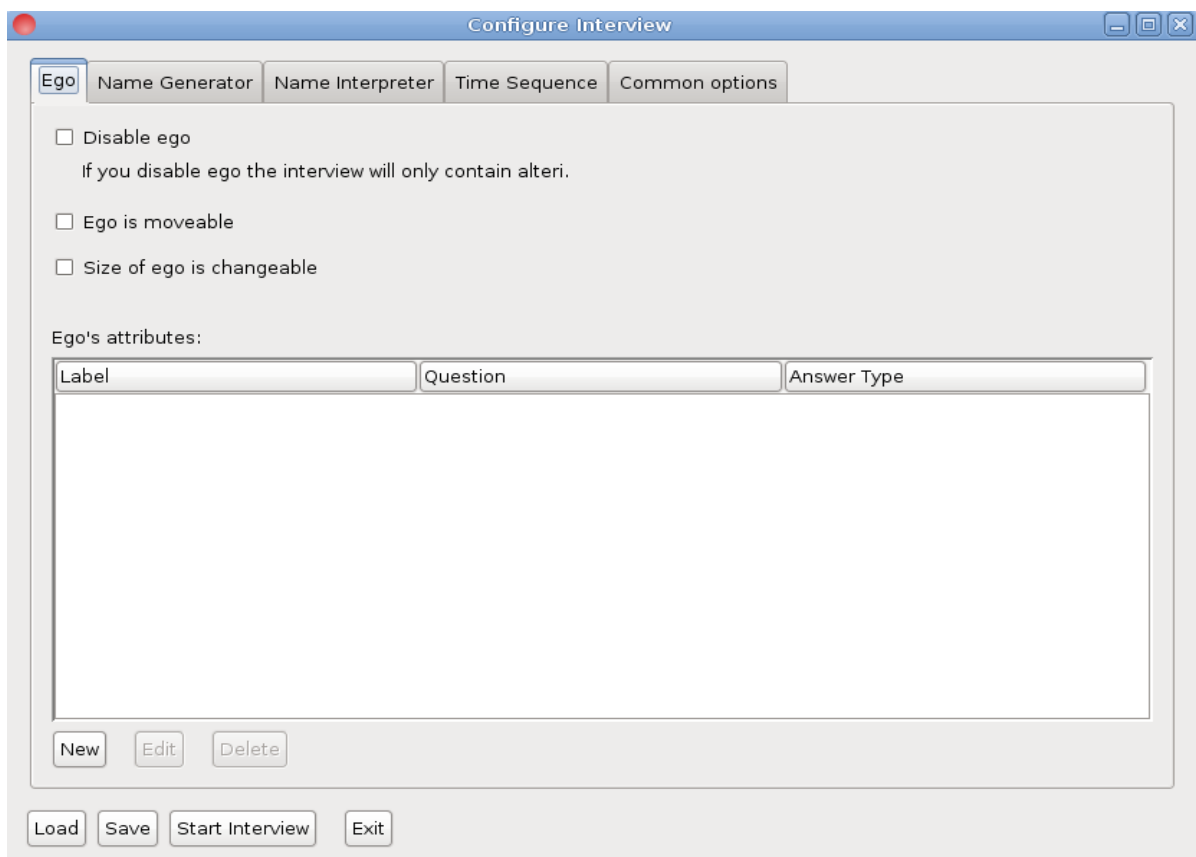 Configure Interview
Ego Name Generator Name Interpreter Time Sequence Common options
Disable ego
If you disable ego the interview will only contain alteri.
Ego is moveable
Size of ego is changeable
Ego's attributes:
Label Question Answer Type
New Edit Delete
Load Save Start Interview Exit